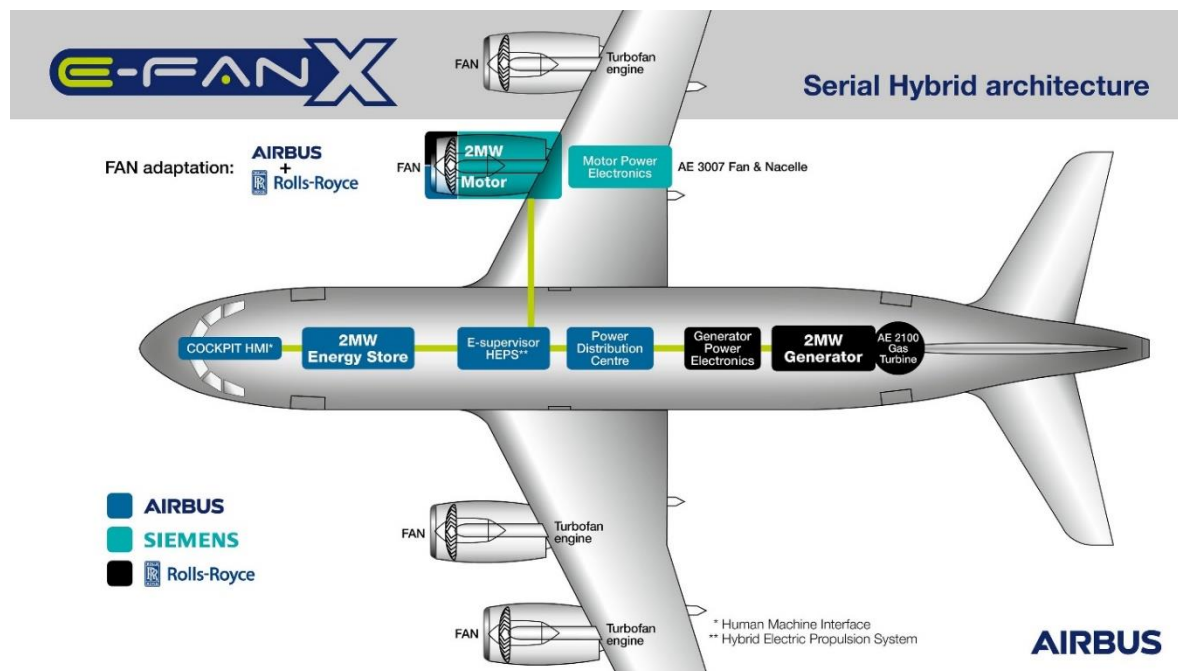 E-FAN X
Serial Hybrid architecture
FAN
Turbofan
engine
FAN adaptation:
AIRBUS
+
RR Rolls-Royce
FAN
2MW
Motor
Motor Power
Electronics
AE 3007 Fan & Nacelle
COCKPIT HMI*
2MW
Energy Store
E-supervisor
HEPS**
Power
Distribution
Centre
Generator
Power
Electronics
2MW
Generator
AE 2100
Gas
Turbine
AIRBUS
SIEMENS
RR Rolls-Royce
FAN
Turbofan
engine
FAN
Turbofan
engine
* Human Machine Interface
** Hybrid Electric Propulsion System
AIRBUS